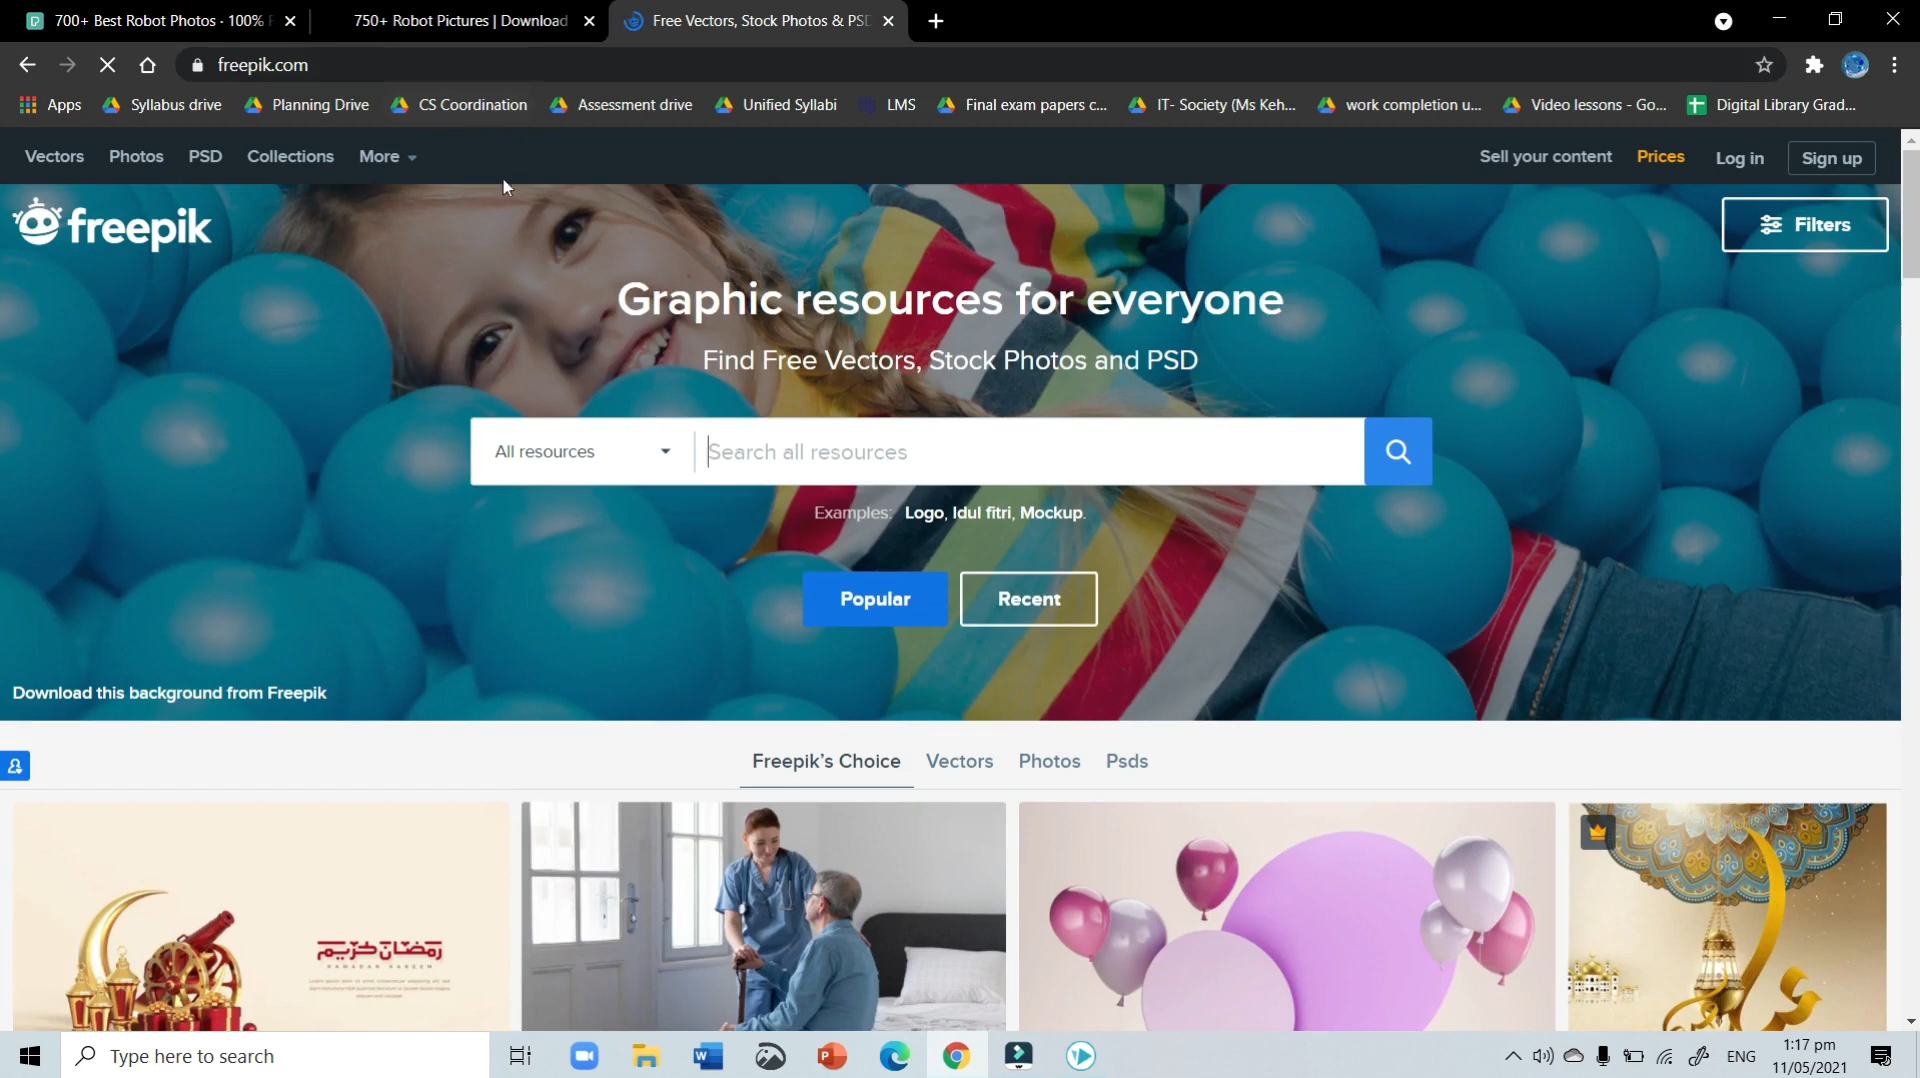 700+ Best Robot Photos · 100% F
750+ Robot Pictures | Download
Free Vectors, Stock Photos & PSD
freepik.com
Apps
Syllabus drive
Planning Drive
CS Coordination
Assessment drive
Unified Syllabi
LMS
Final exam papers c...
IT- Society (Ms Keh...
work completion u...
Video lessons - Go...
Digital Library Grad...
Vectors
Photos
PSD
Collections
More
Sell your content
Prices
Log in
Sign up
freepik
Filters
Graphic resources for everyone
Find Free Vectors, Stock Photos and PSD
All resources
Search all resources
Examples: Logo, Idul fitri, Mockup.
Popular
Recent
Download this background from Freepik
Freepik's Choice
Vectors
Photos
Psds
رمضان كريم
RAMADAN KAREEM
Type here to search
ENG
1:17 pm
11/05/2021